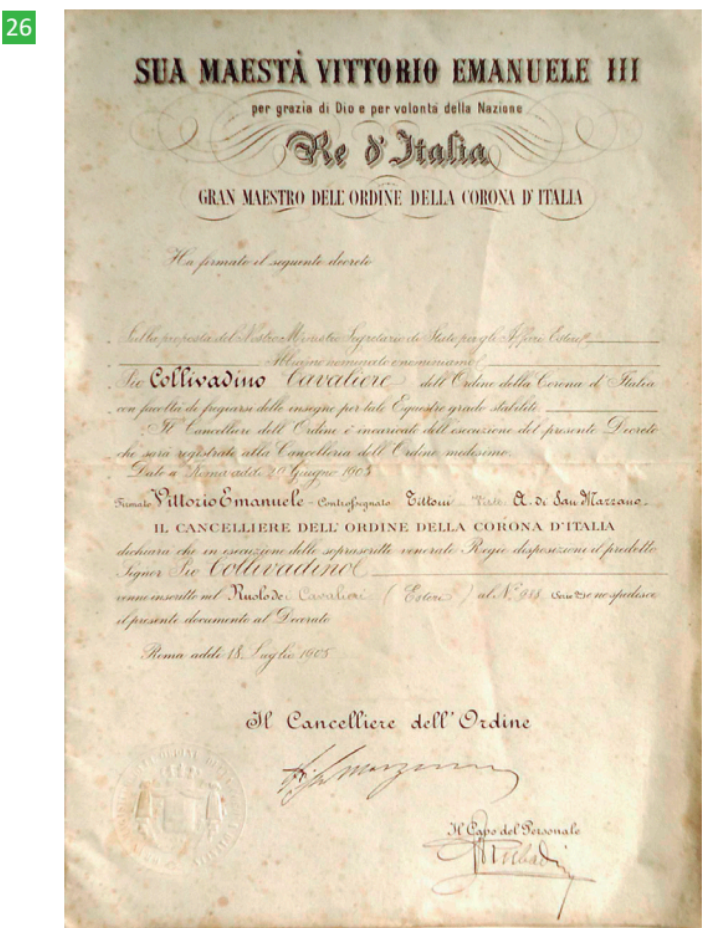 26
SUA MAESTÀ VITTORIO EMANUELE III
per grazia di Dio e per volontà della Nazione
Re d'Italia
GRAN MAESTRO DELL'ORDINE DELLA CORONA D'ITALIA
Ha firmato il seguente decreto
Sulla proposta del Nostro Ministro Segretario di Stato per gli Affari Esteri
Abbiamo nominato e nominiamo
Pio Collivadino Cavaliere dell'Ordine della Corona d'Italia
con facoltà di fregiarsi delle insegne per tale Equestre grado stabilite.
Il Cancelliere dell'Ordine è incaricato dell'esecuzione del presente Decreto
che sarà registrato alla Cancelleria dell'Ordine medesimo.
Dato a Roma addì Giugno 1905
Firmato Vittorio Emanuele - Controssegnato Tittoni Visto A. di San Marzano.
IL CANCELLIERE DELL'ORDINE DELLA CORONA D'ITALIA
dichiara che in esecuzione delle soprascritte venerate Regie disposizioni il predetto
Signor Pio Collivadino
venne inscritto nel Ruolo dei Cavalieri (Esteri) al N. 988 ne spedisce
il presente documento al Decorato
Roma addì 18 Luglio 1905
Il Cancelliere dell'Ordine
Il Capo del Personale